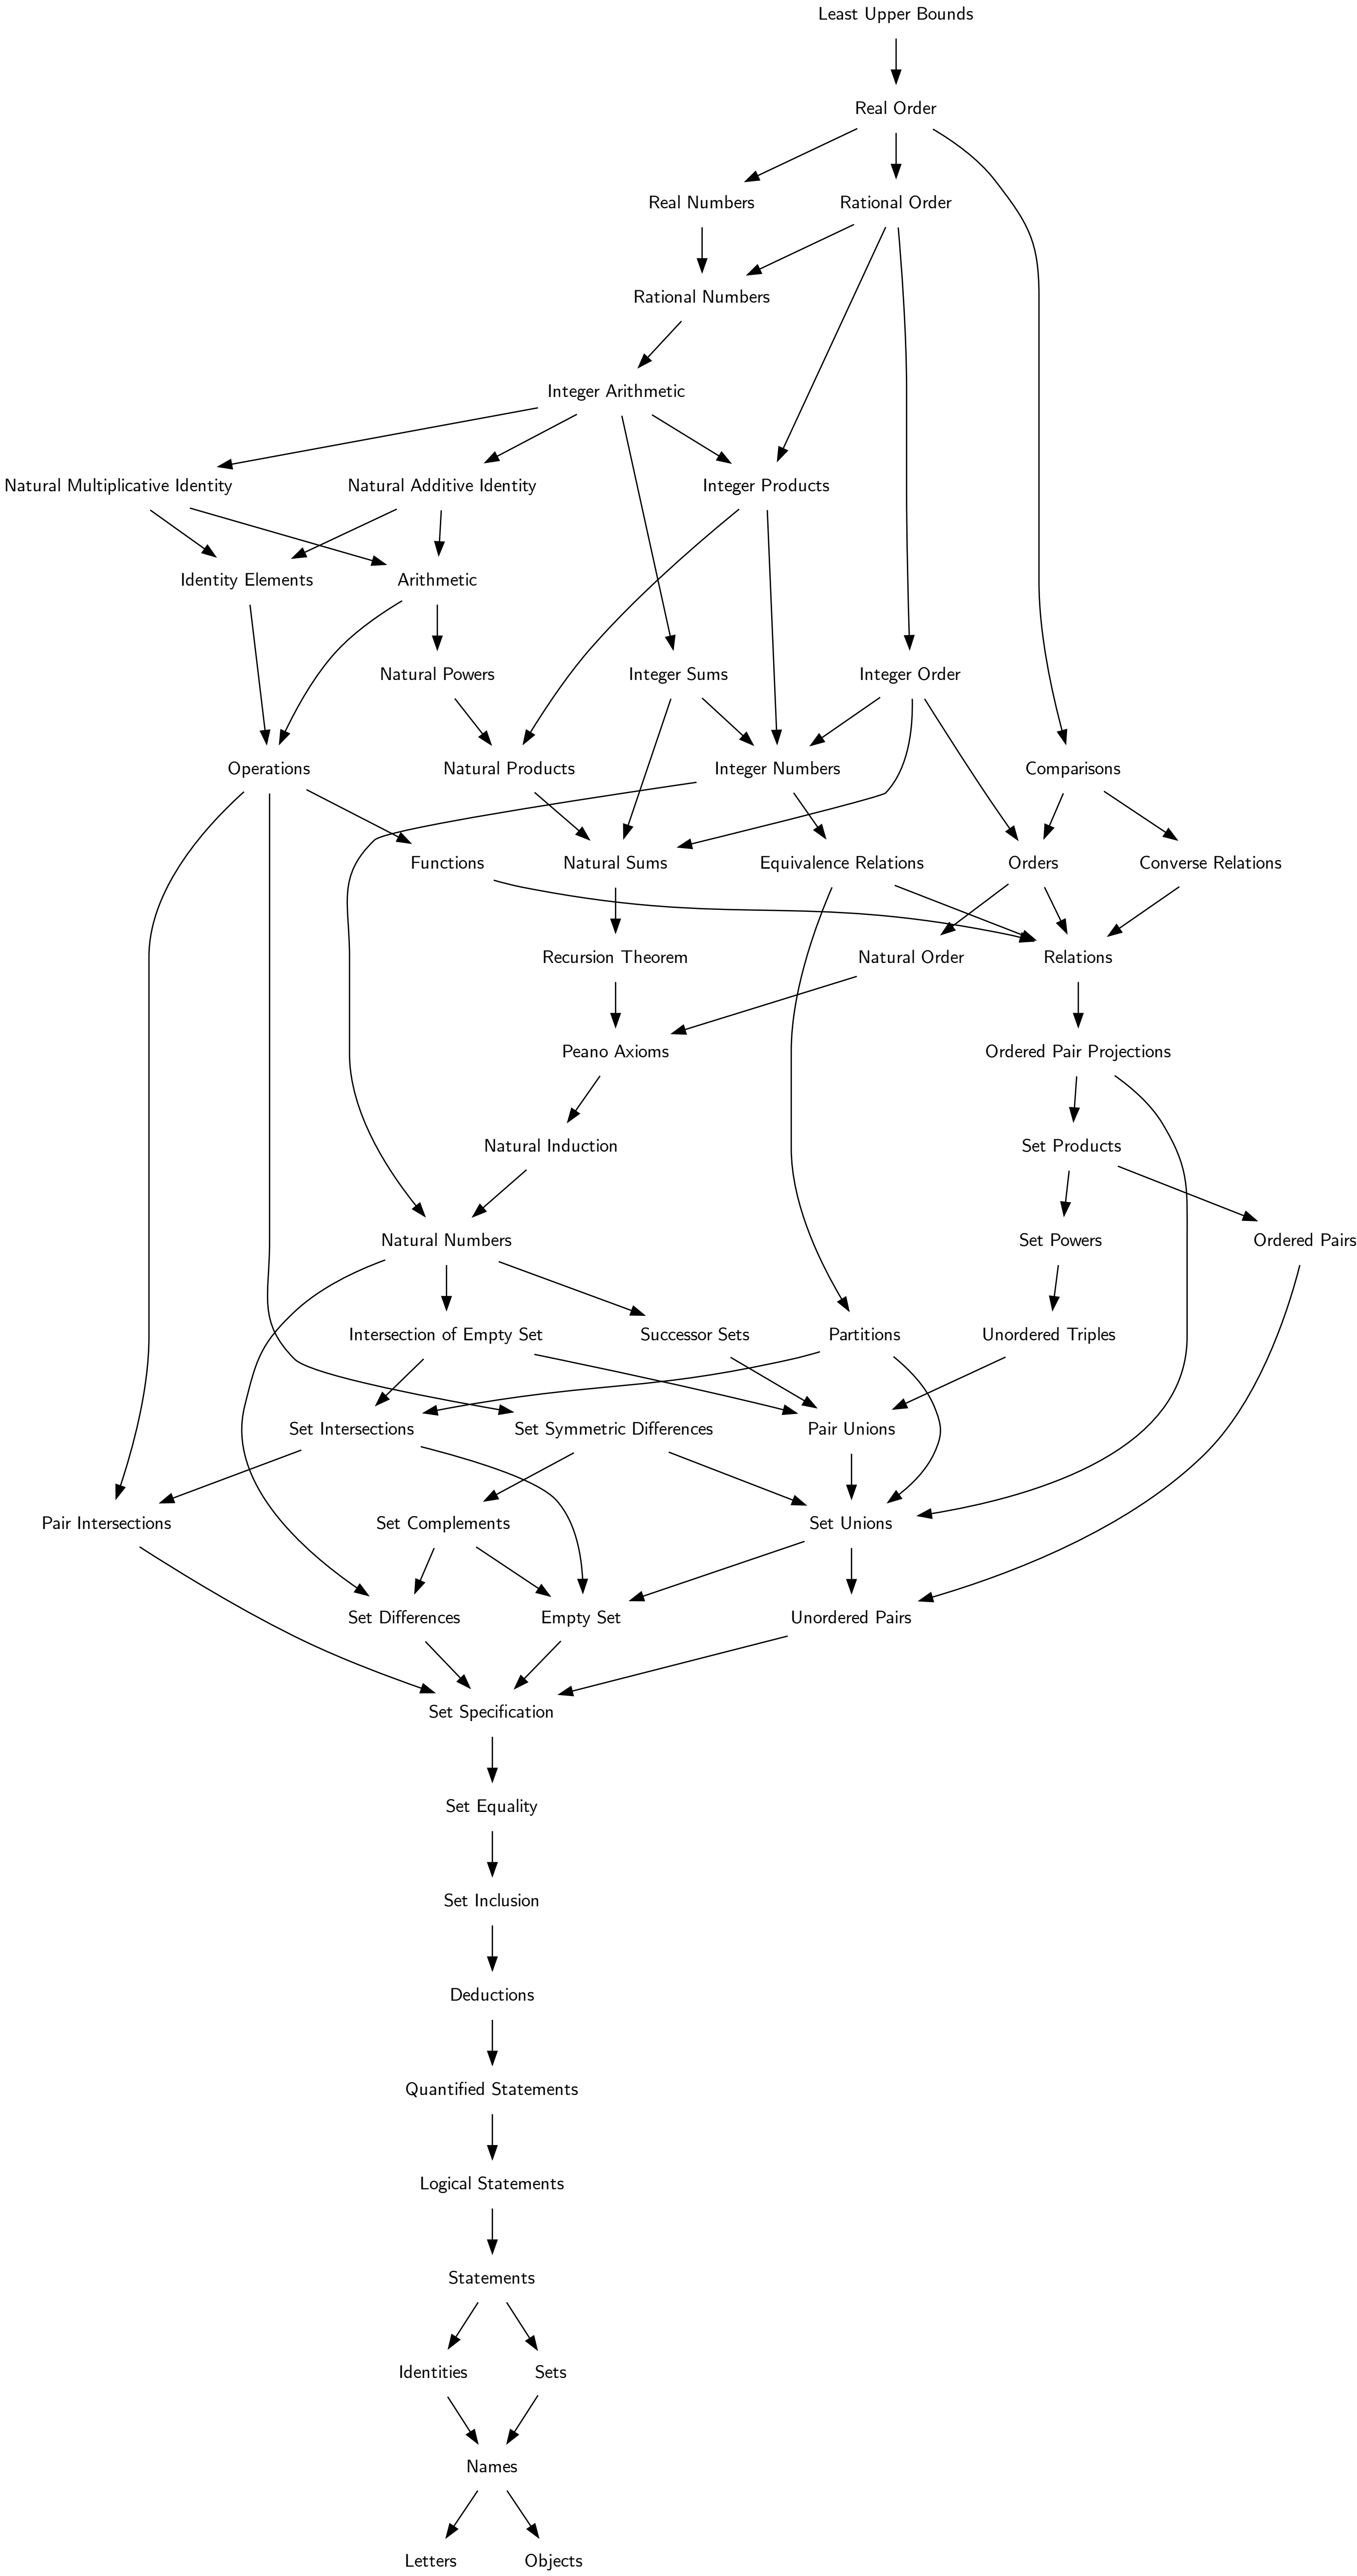 Least Upper Bounds
Real Order
Real Numbers
Rational Order
Rational Numbers
Integer Arithmetic
Natural Multiplicative Identity
Natural Additive Identity
Integer Products
Identity Elements
Arithmetic
Natural Powers
Integer Sums
Integer Order
Operations
Natural Products
Integer Numbers
Comparisons
Functions
Natural Sums
Equivalence Relations
Orders
Converse Relations
Recursion Theorem
Natural Order
Relations
Peano Axioms
Ordered Pair Projections
Natural Induction
Set Products
Natural Numbers
Set Powers
Ordered Pairs
Intersection of Empty Set
Successor Sets
Partitions
Unordered Triples
Set Intersections
Set Symmetric Differences
Pair Unions
Pair Intersections
Set Complements
Set Unions
Set Differences
Empty Set
Unordered Pairs
Set Specification
Set Equality
Set Inclusion
Deductions
Quantified Statements
Logical Statements
Statements
Identities
Sets
Names
Letters
Objects